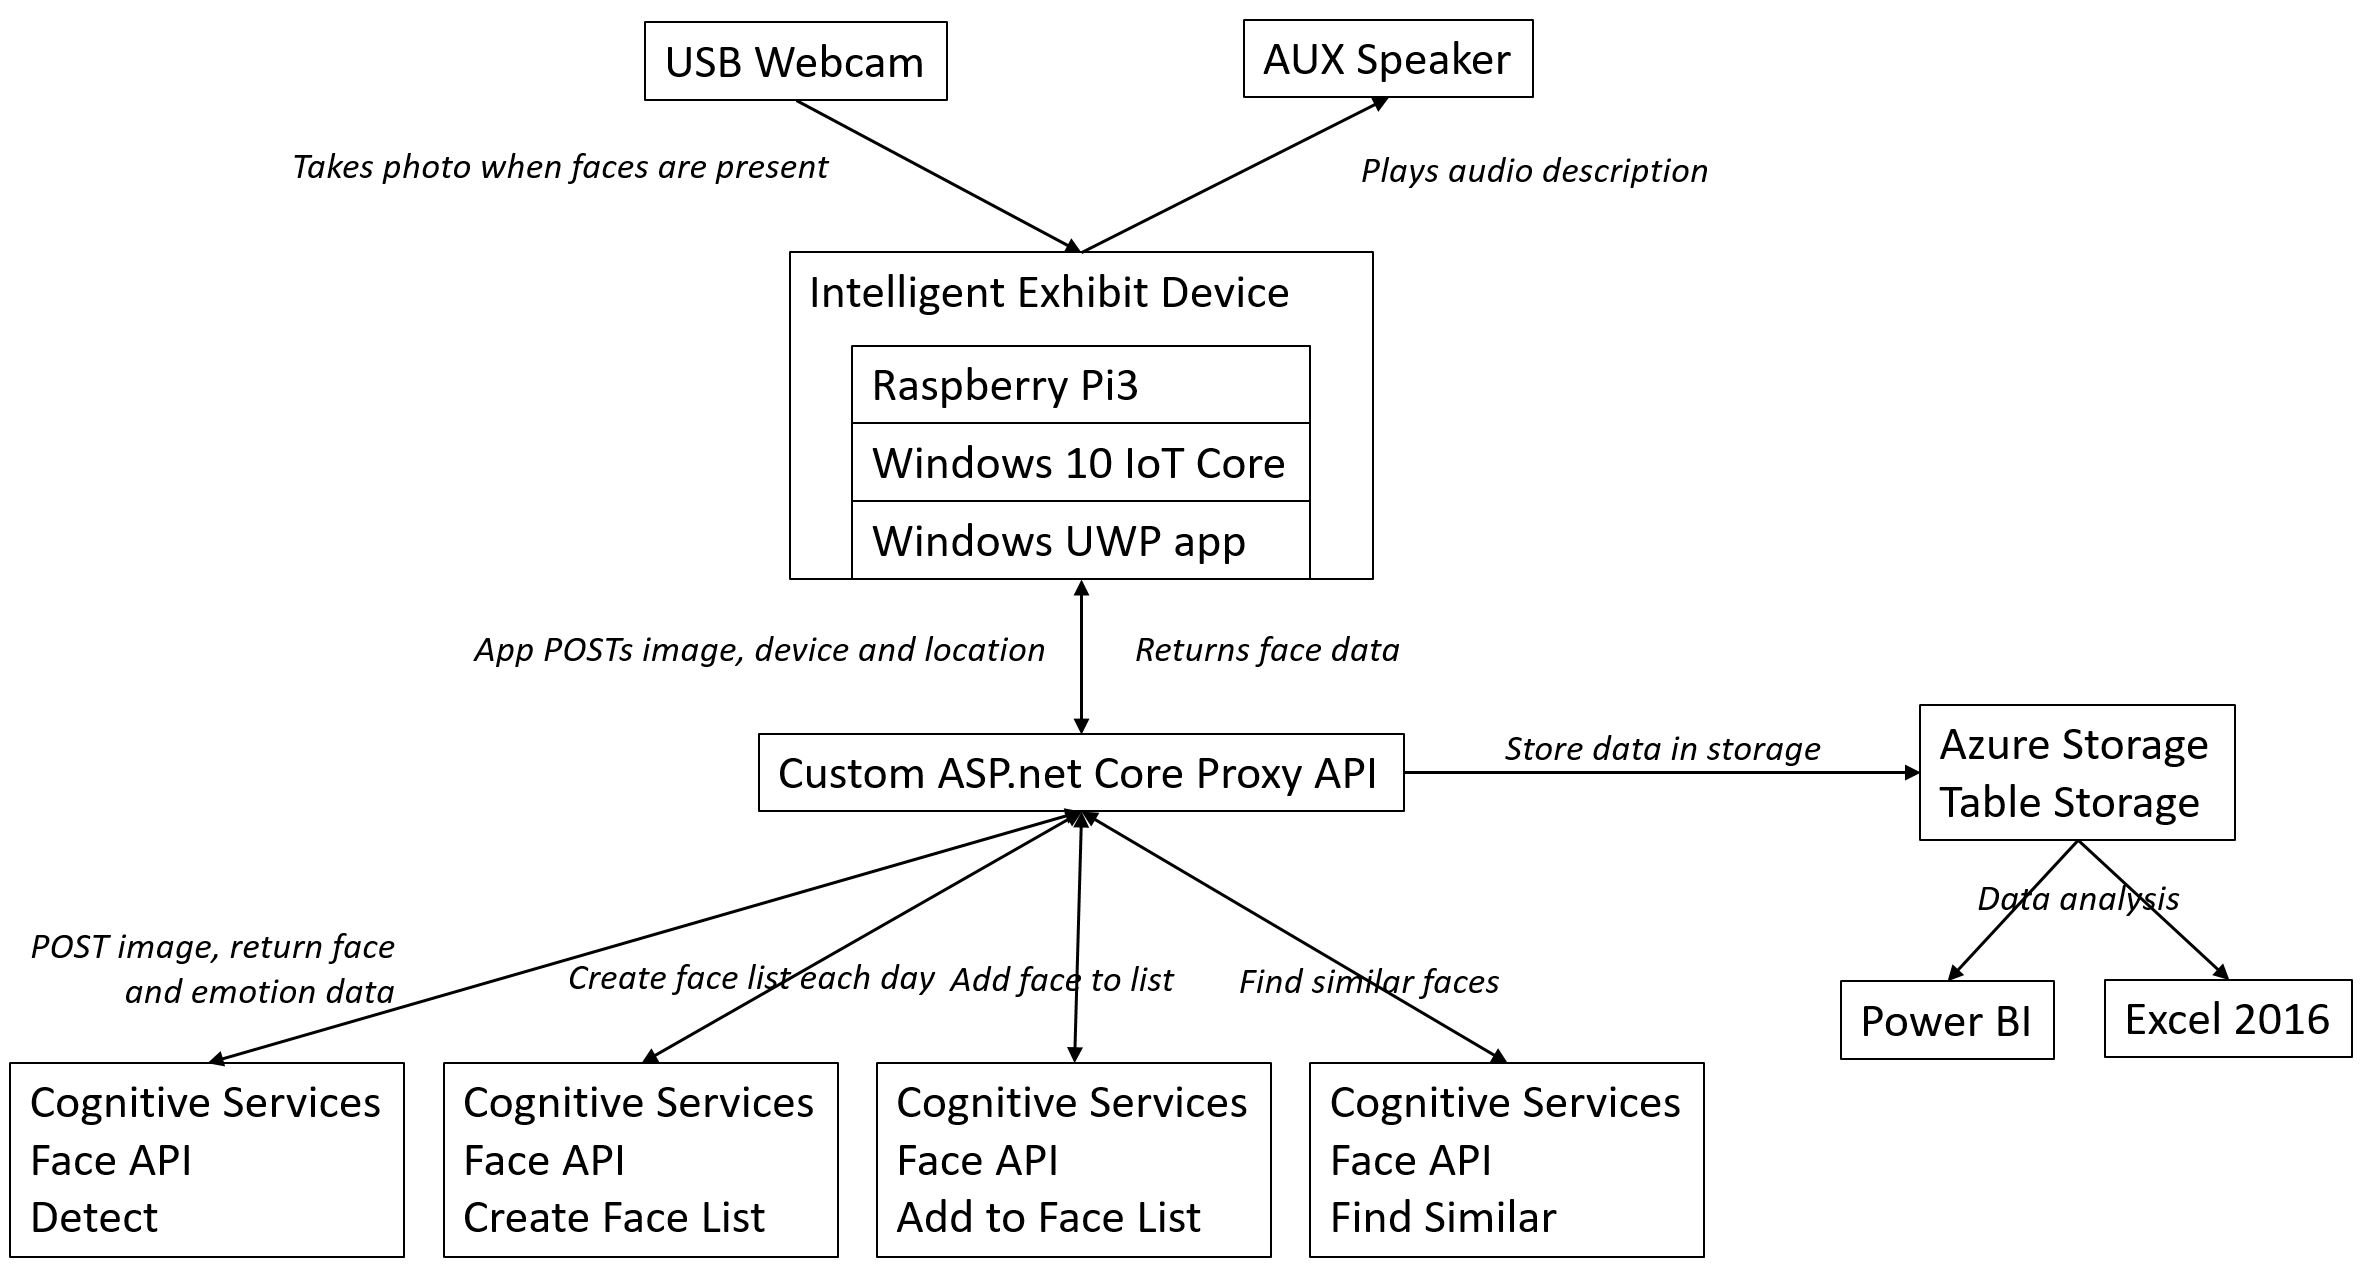 USB Webcam
AUX Speaker
Takes photo when faces are present
Plays audio description
Intelligent Exhibit Device
Raspberry Pi3
Windows 10 IoT Core
Windows UWP app
App POSTs image, device and location
Returns face data
Custom ASP.net Core Proxy API
Store data in storage
Azure Storage
Table Storage
Data analysis
Power BI
Excel 2016
POST image, return face
and emotion data
Create face list each day
Add face to list
Find similar faces
Cognitive Services
Face API
Detect
Cognitive Services
Face API
Create Face List
Cognitive Services
Face API
Add to Face List
Cognitive Services
Face API
Find Similar